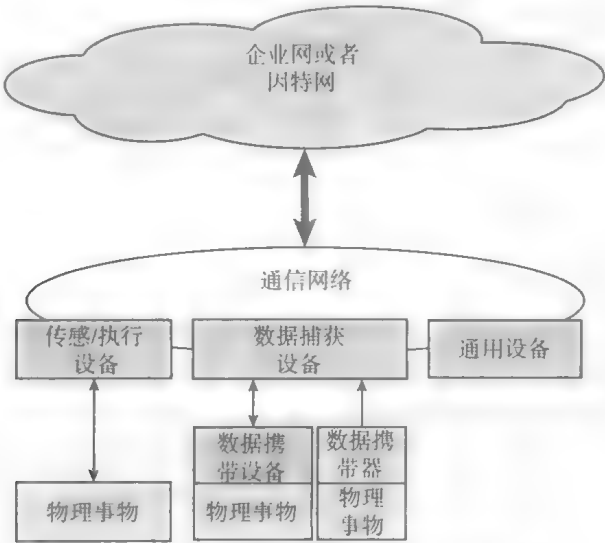 企业网或者
因特网
通信网络
传感/执行
设备
数据捕获
设备
通用设备
数据携
带设备
数据携
带器
物理事物
物理事物
物理
事物